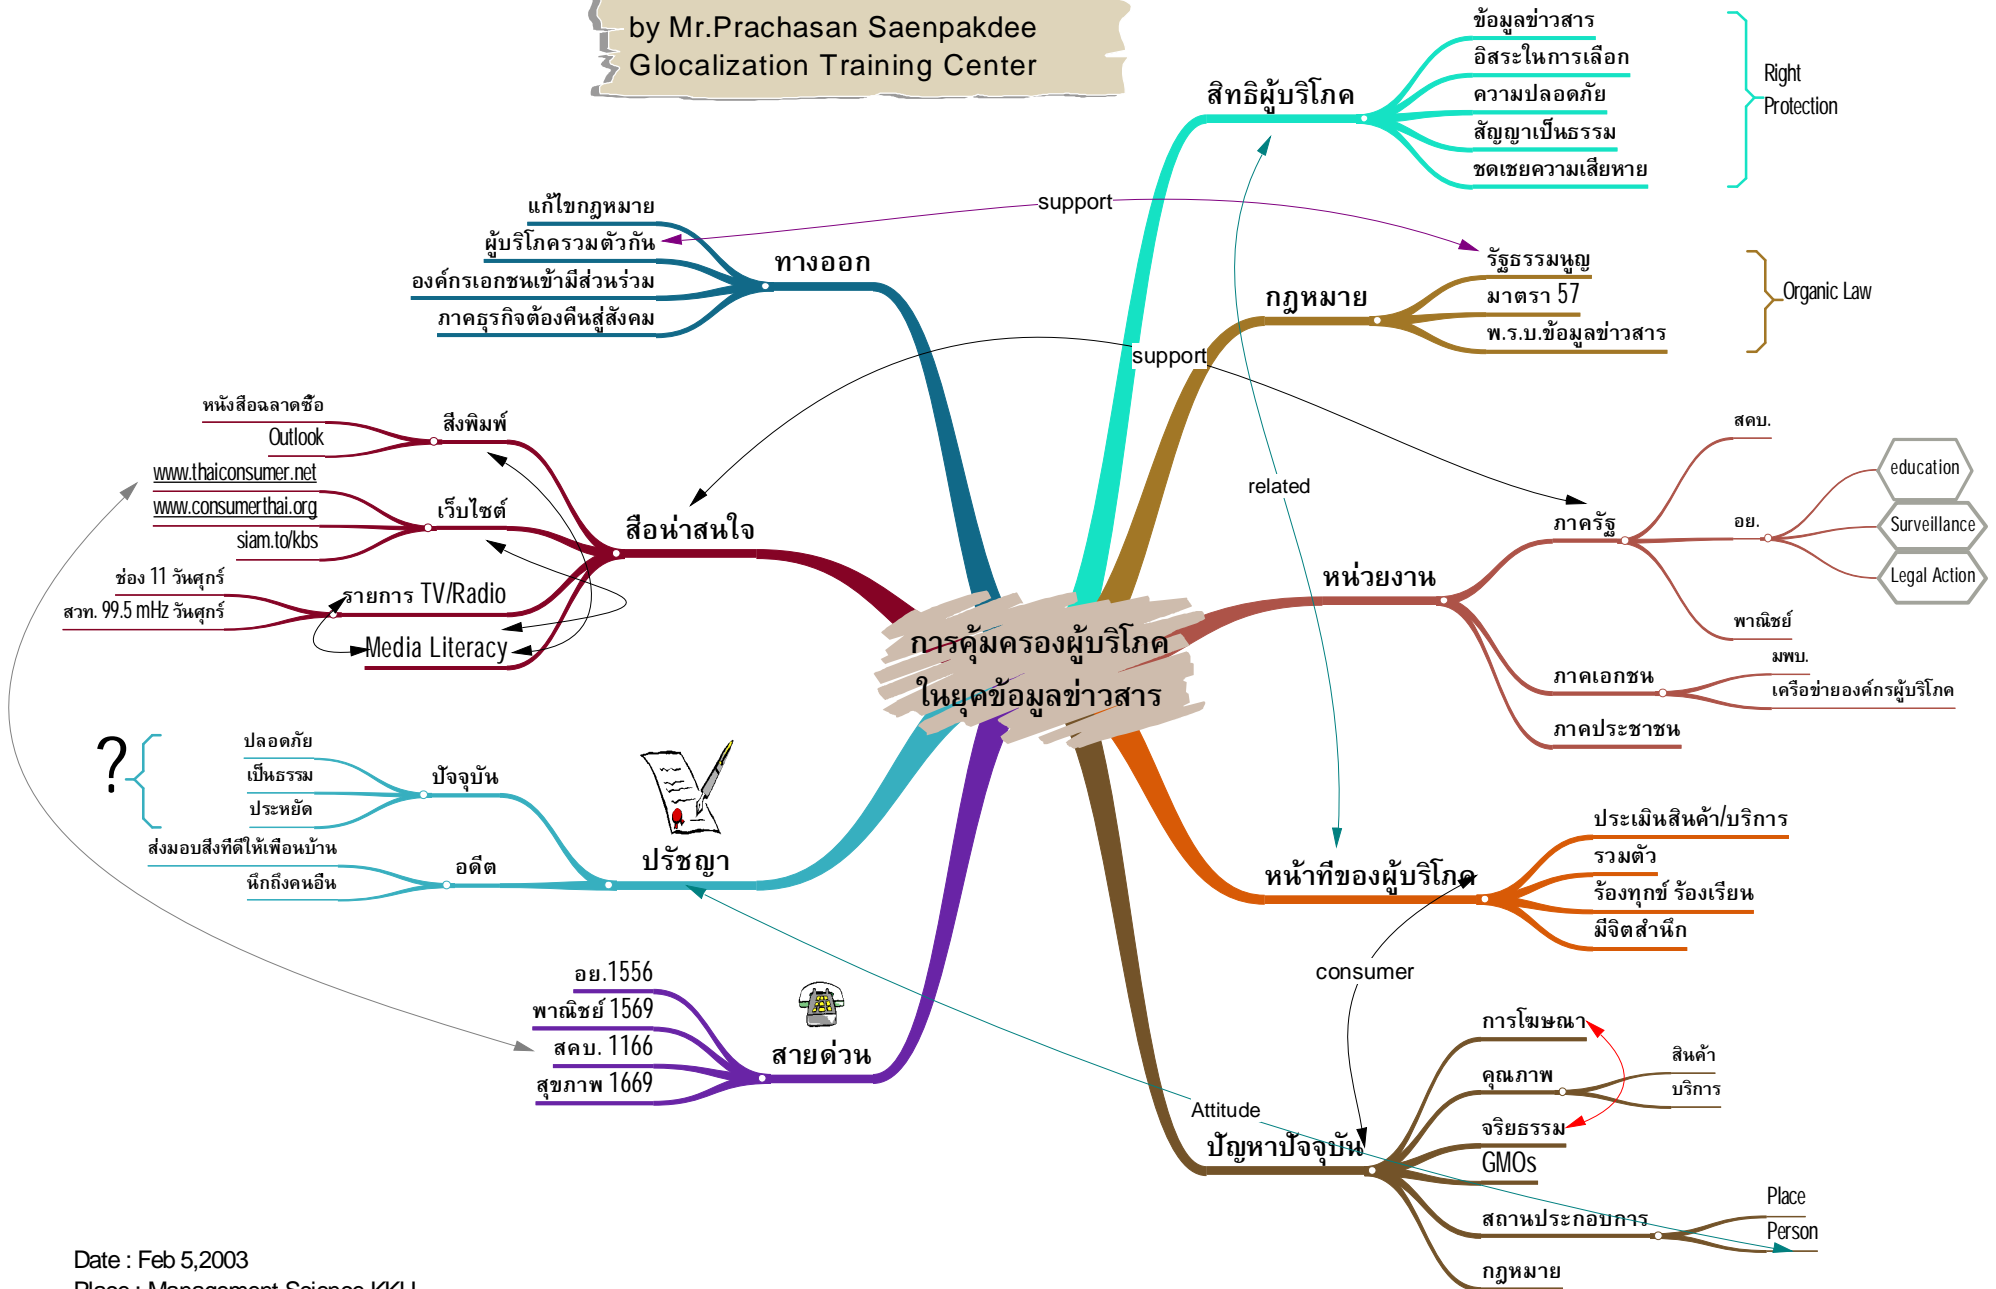 by Mr.Prachasan Saenpakdee
Glocalization Training Center
การคุ้มครองผู้บริโภค
ในยุคข้อมูลข่าวสาร
สิทธิผู้บริโภค
ข้อมูลข่าวสาร
อิสระในการเลือก
ความปลอดภัย
สัญญาเป็นธรรม
ชดเชยความเสียหาย
Right
Protection
กฎหมาย
รัฐธรรมนูญ
มาตรา 57
พ.ร.บ.ข้อมูลข่าวสาร
Organic Law
หน่วยงาน
ภาครัฐ
สคบ.
อย.
education
Surveillance
Legal Action
พาณิชย์
ภาคเอกชน
มพบ.
เครือข่ายองค์กรผู้บริโภค
ภาคประชาชน
หน้าที่ของผู้บริโภค
ประเมินสินค้า/บริการ
รวมตัว
ร้องทุกข์ ร้องเรียน
มีจิตสำนึก
ปัญหาปัจจุบัน
การโฆษณา
คุณภาพ
สินค้า
บริการ
จริยธรรม
GMOs
สถานประกอบการ
Place
Person
กฎหมาย
สายด่วน
อย.1556
พาณิชย์ 1569
สคบ. 1166
สุขภาพ 1669
ปรัชญา
ปัจจุบัน
ปลอดภัย
เป็นธรรม
ประหยัด
?
อดีต
ส่งมอบสิ่งที่ดีให้เพื่อนบ้าน
นึกถึงคนอื่น
สื่อน่าสนใจ
สิ่งพิมพ์
หนังสือฉลาดซื้อ
Outlook
เว็บไซต์
www.thaiconsumer.net
www.consumerthai.org
siam.to/kbs
รายการ TV/Radio
ช่อง 11 วันศุกร์
สวท. 99.5 mHz วันศุกร์
Media Literacy
ทางออก
แก้ไขกฎหมาย
ผู้บริโภครวมตัวกัน
องค์กรเอกชนเข้ามีส่วนร่วม
ภาคธุรกิจต้องคืนสู่สังคม
support
support
related
consumer
Attitude
Date : Feb 5,2003
Place : Management Science KKU